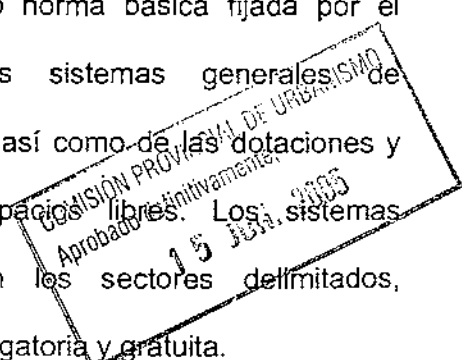 norma básica fijada por el
s sistemas generales de
así como de las dotaciones y
pacios libres. Los sistemas
los sectores delimitados,
gatoria y gratuita.
COMISIÓN PROVINCIAL DE URBANISMO
Aprobado definitivamente,
15 JUN. 2005